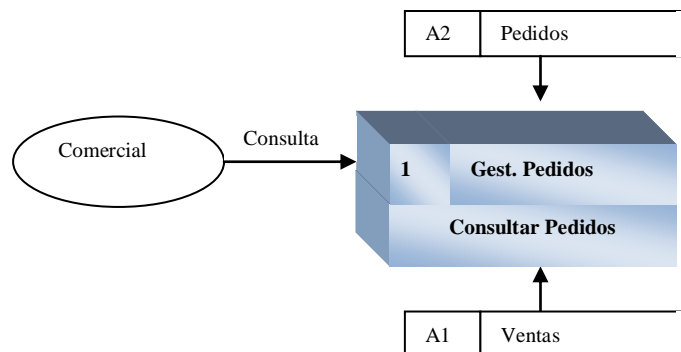 A2 Pedidos
Consulta
Comercial
1 Gest. Pedidos
Consultar Pedidos
A1 Ventas